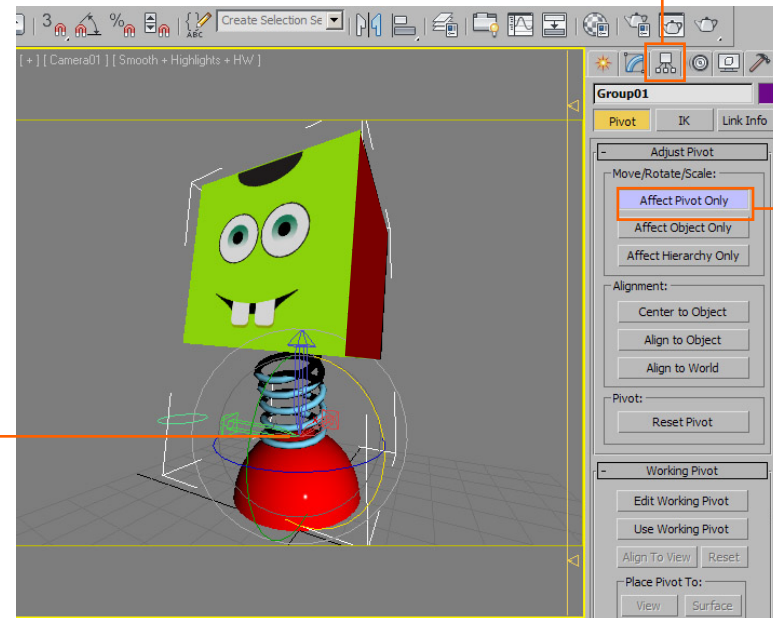 3 % ABC Create Selection Se
[ + ] [ Camera01 ] [ Smooth + Highlights + HW ]
Group01
Pivot IK Link Info
- Adjust Pivot
Move/Rotate/Scale:
Affect Pivot Only
Affect Object Only
Affect Hierarchy Only
Alignment:
Center to Object
Align to Object
Align to World
Pivot:
Reset Pivot
- Working Pivot
Edit Working Pivot
Use Working Pivot
Align To View Reset
Place Pivot To:
View Surface